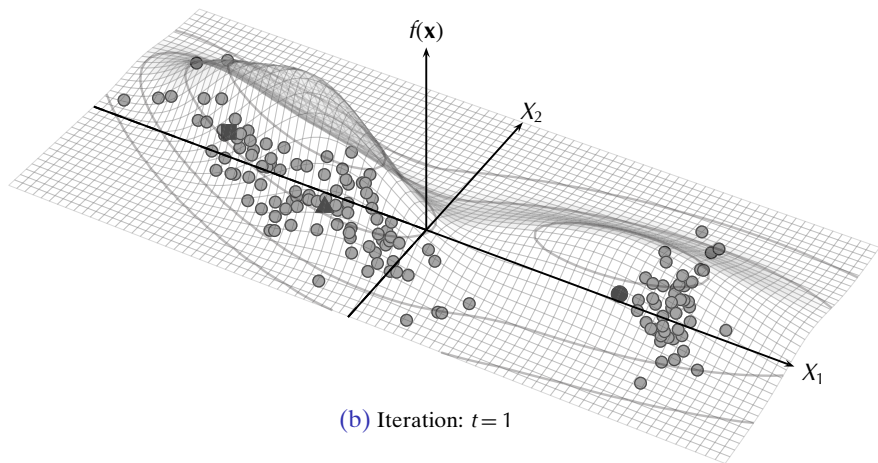 f(x)
X2
X1
(b) Iteration: t = 1